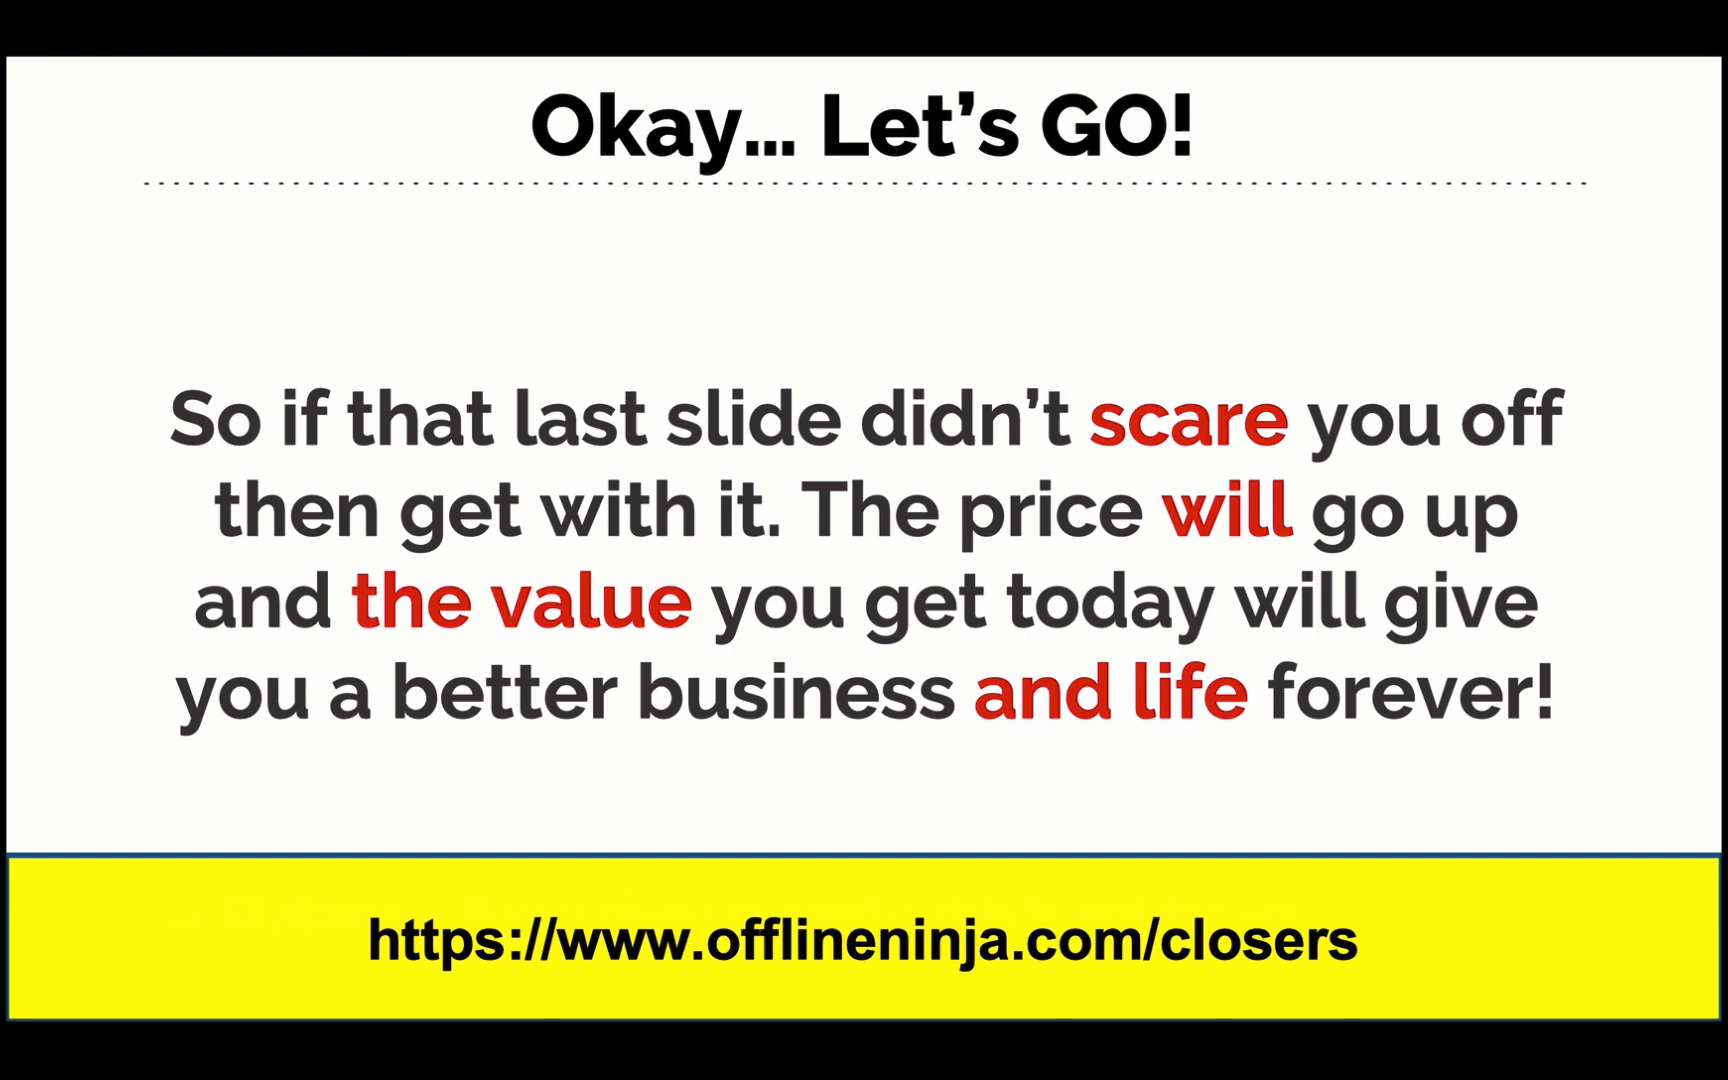 Okay... Let’s GO!
So if that last slide didn’t scare you off
then get with it. The price will go up
and the value you get today will give
you a better business and life forever!
https://www.offlineninja.com/closers